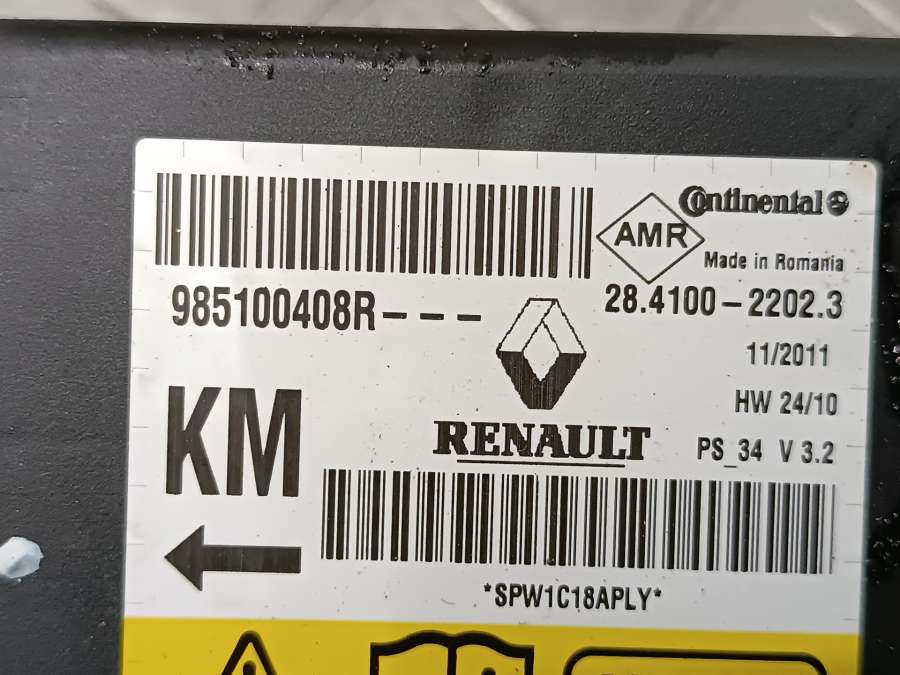 Continental
AMR
Made in Romania
985100408R---
28.4100-2202.3
11/2011
HW 24/10
KM
RENAULT
PS_34 V 3.2
*SPW1C18APLY*